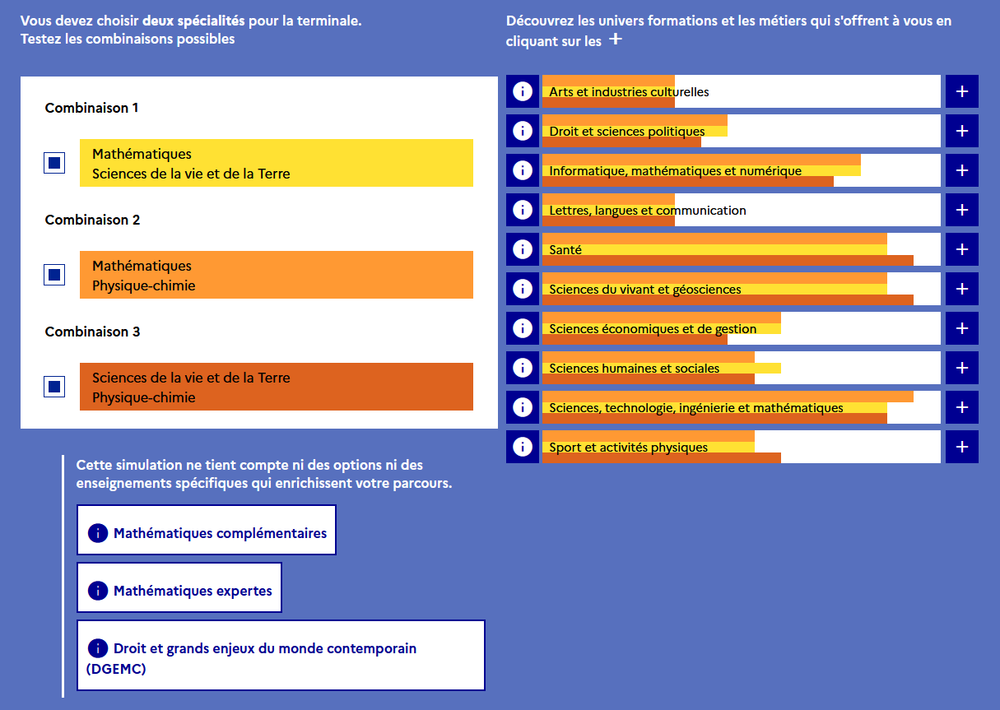 Vous devez choisir deux spécialités pour la terminale.
Testez les combinaisons possibles
Combinaison 1
Mathématiques
Sciences de la vie et de la Terre
Combinaison 2
Mathématiques
Physique-chimie
Combinaison 3
Sciences de la vie et de la Terre
Physique-chimie
Cette simulation ne tient compte ni des options ni des
enseignements spécifiques qui enrichissent votre parcours.
i Mathématiques complémentaires
i Mathématiques expertes
i Droit et grands enjeux du monde contemporain
(DGEMC)
Découvrez les univers formations et les métiers qui s'offrent à vous en
cliquant sur les +
i Arts et industries culturelles +
i Droit et sciences politiques +
i Informatique, mathématiques et numérique +
i Lettres, langues et communication +
i Santé +
i Sciences du vivant et géosciences +
i Sciences économiques et de gestion +
i Sciences humaines et sociales +
i Sciences, technologie, ingénierie et mathématiques +
i Sport et activités physiques +